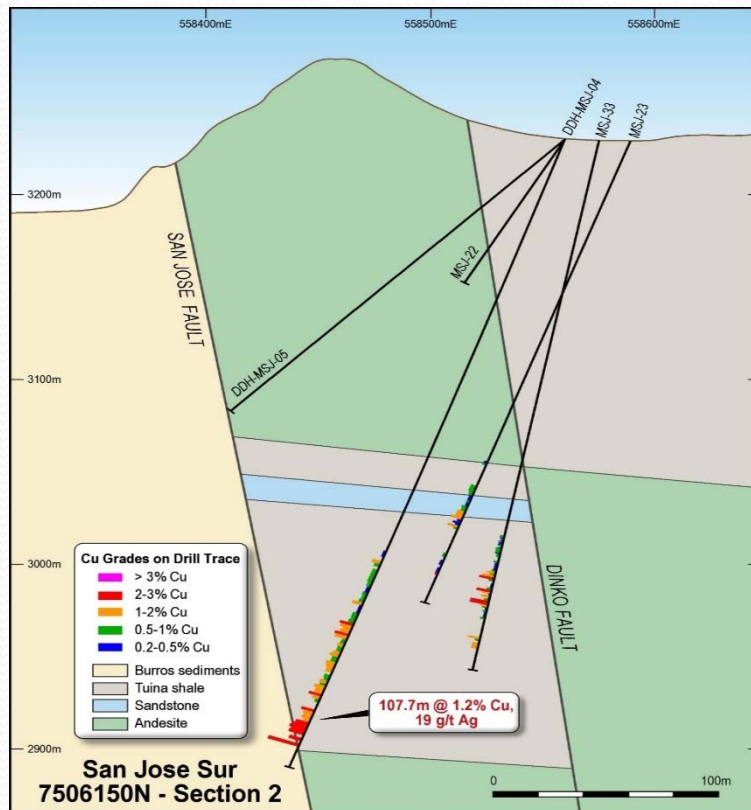 558400mE
558500mE
558600mE
DDH-MSJ-04
MSJ-33
MSJ-23
3200m
SAN JOSE FAULT
MSJ-22
3100m
DDH-MSJ-05
3000m
DINKO FAULT
Cu Grades on Drill Trace
> 3% Cu
2-3% Cu
1-2% Cu
0.5-1% Cu
0.2-0.5% Cu
Burros sediments
Tuina shale
Sandstone
Andesite
107.7m @ 1.2% Cu,
19 g/t Ag
2900m
San Jose Sur
7506150N - Section 2
0
100m